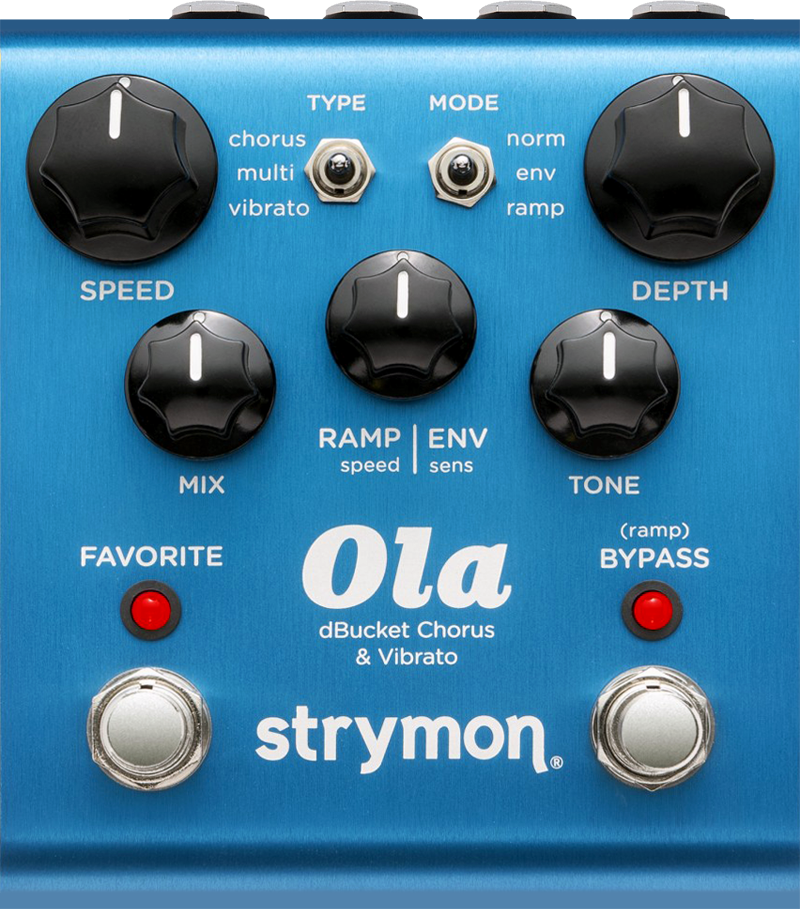 TYPE
MODE
chorus
multi
vibrato
norm
env
ramp
SPEED
DEPTH
RAMP | ENV
speed | sens
MIX
TONE
FAVORITE
(ramp)
BYPASS
Ola
dBucket Chorus
& Vibrato
strymon®